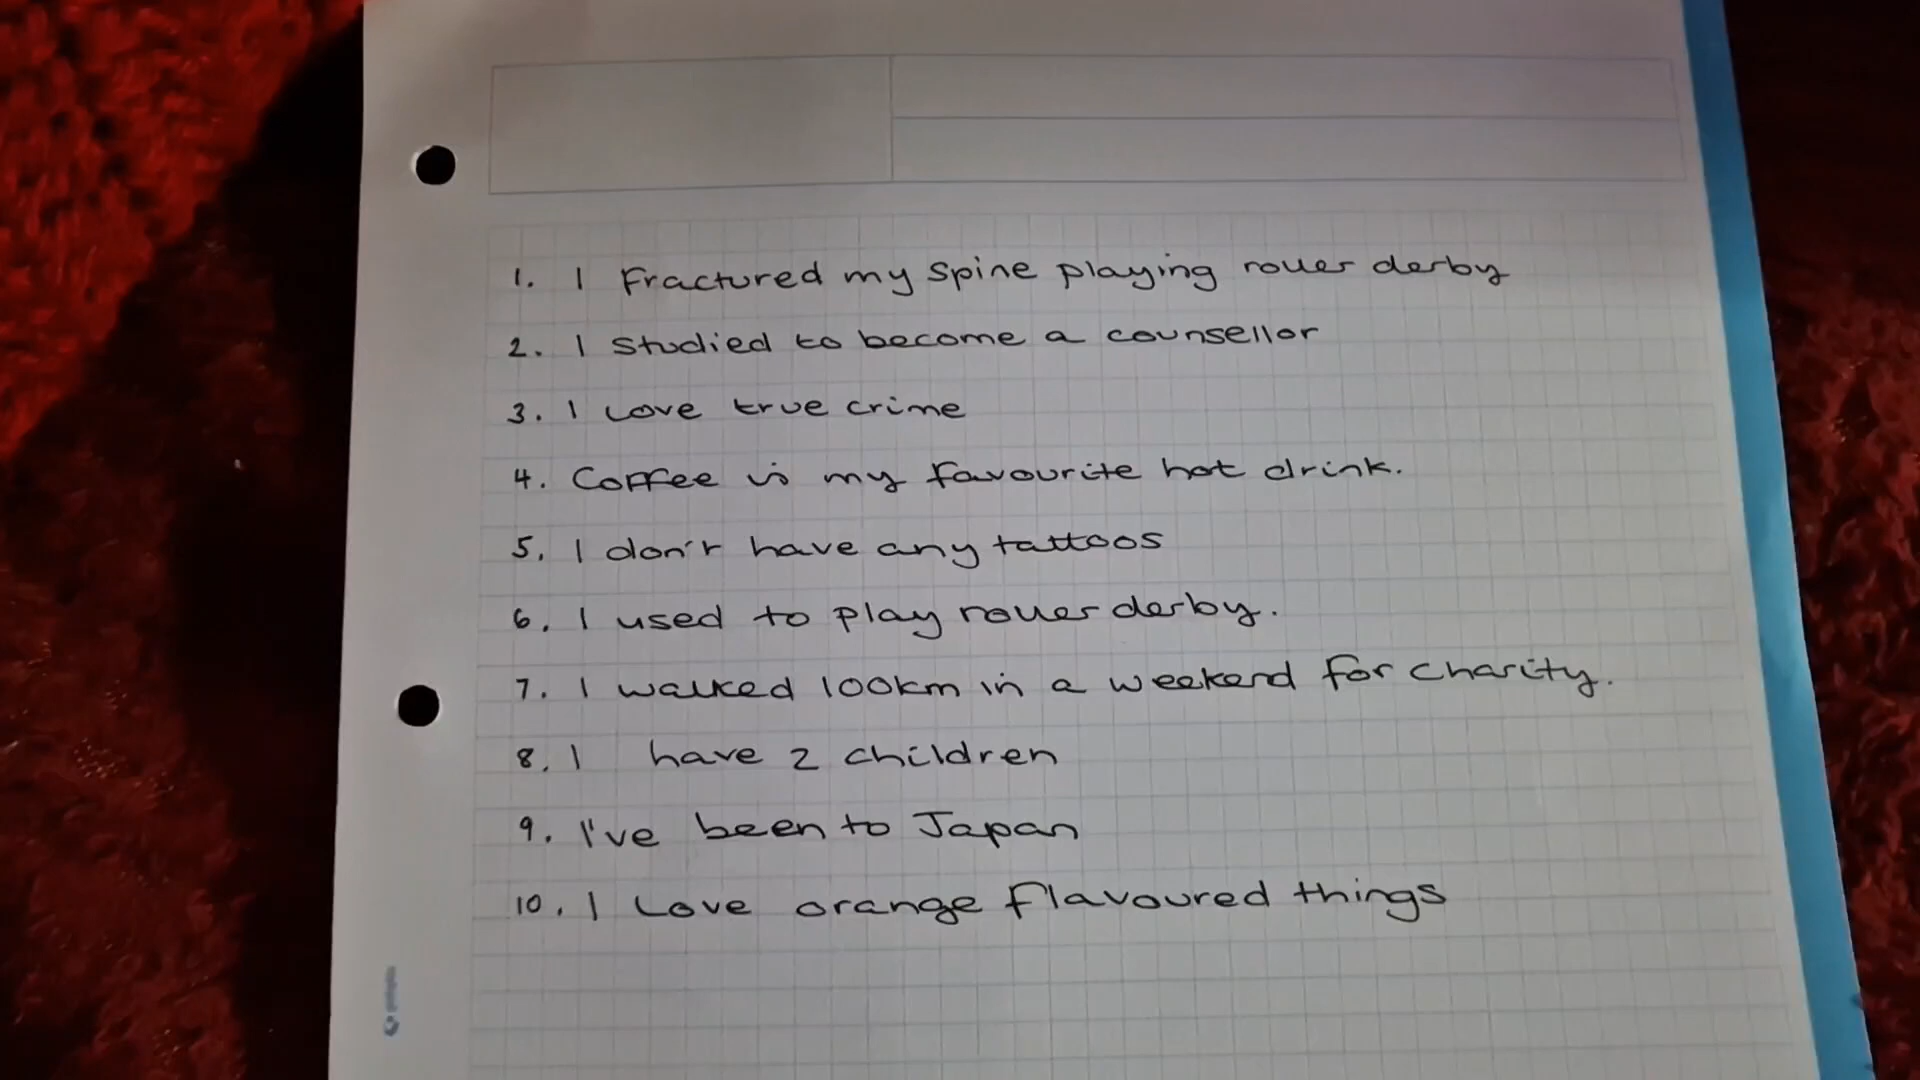 1. I Fractured my spine playing roller derby
2. I studied to become a counsellor
3. I love true crime
4. Coffee is my favourite hot drink.
5. I don't have any tattoos
6. I used to play roller derby.
7. I walked 100km in a weekend for charity.
8. I have 2 children
9. I've been to Japan
10. I love orange flavoured things